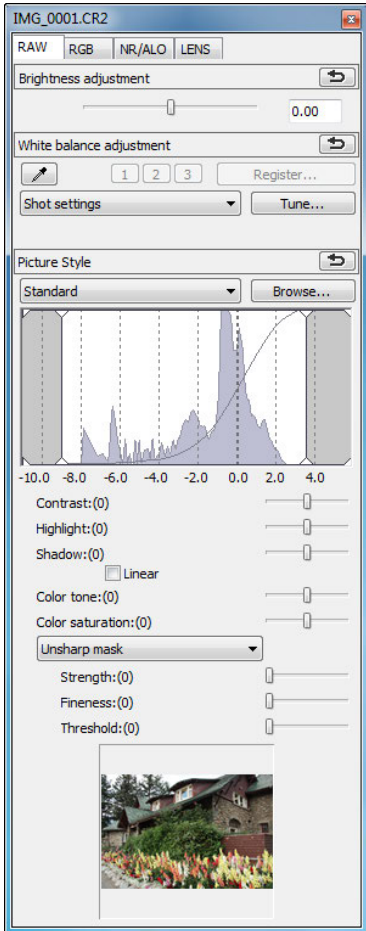 IMG_0001.CR2
RAW RGB NR/ALO LENS
Brightness adjustment
0.00
White balance adjustment
1 2 3 Register...
Shot settings Tune...
Picture Style
Standard Browse...
-10.0 -8.0 -6.0 -4.0 -2.0 0.0 2.0 4.0
Contrast:(0)
Highlight:(0)
Shadow:(0)
Linear
Color tone:(0)
Color saturation:(0)
Unsharp mask
Strength:(0)
Fineness:(0)
Threshold:(0)